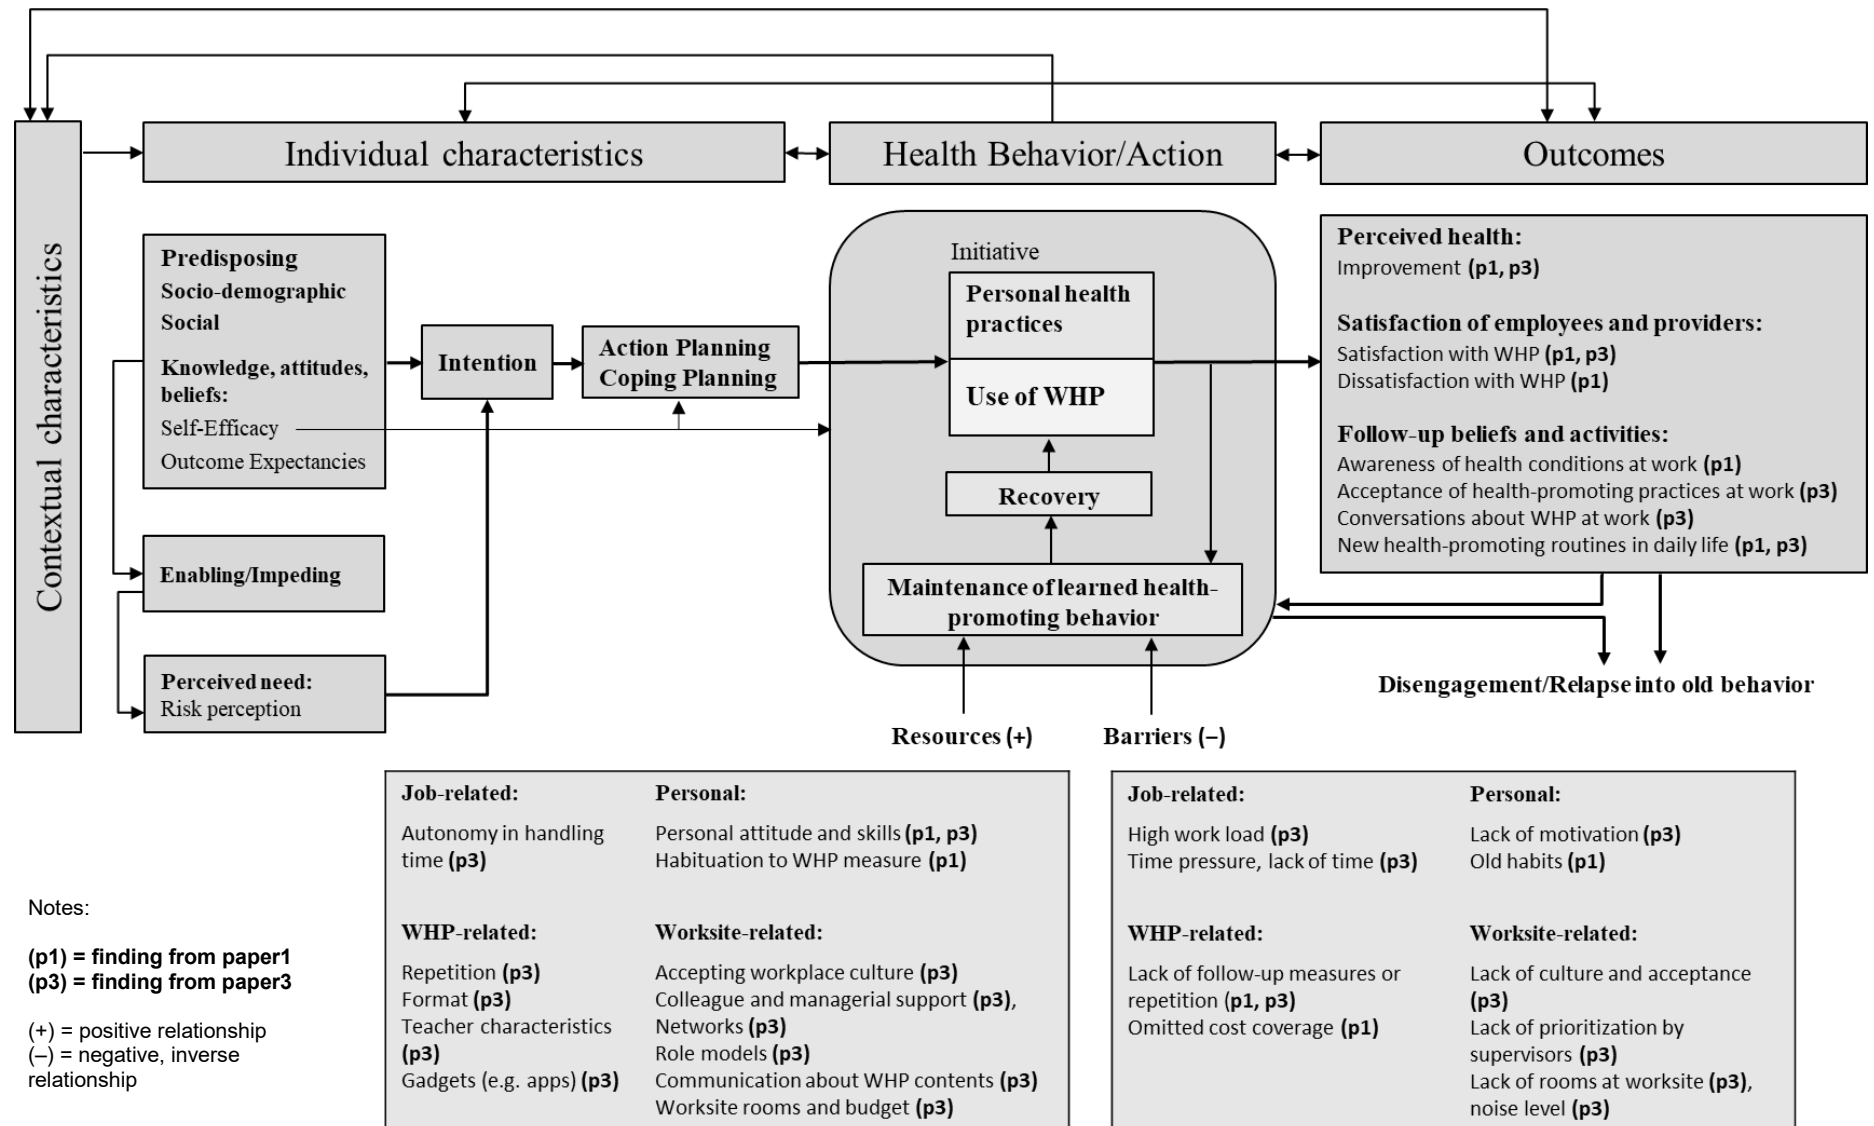 Contextual characteristics
Individual characteristics
Health Behavior/Action
Outcomes
Predisposing
Socio-demographic
Social
Knowledge, attitudes,
beliefs:
Self-Efficacy
Outcome Expectancies
Enabling/Impeding
Perceived need:
Risk perception
Intention
Action Planning
Coping Planning
Initiative
Personal health
practices
Use of WHP
Recovery
Maintenance of learned health-
promoting behavior
Perceived health:
Improvement (p1, p3)
Satisfaction of employees and providers:
Satisfaction with WHP (p1, p3)
Dissatisfaction with WHP (p1)
Follow-up beliefs and activities:
Awareness of health conditions at work (p1)
Acceptance of health-promoting practices at work (p3)
Conversations about WHP at work (p3)
New health-promoting routines in daily life (p1, p3)
Disengagement/Relapse into old behavior
Resources (+)
Barriers (–)
Job-related:
Autonomy in handling
time (p3)
Personal:
Personal attitude and skills (p1, p3)
Habituation to WHP measure (p1)
WHP-related:
Repetition (p3)
Format (p3)
Teacher characteristics
(p3)
Gadgets (e.g. apps) (p3)
Worksite-related:
Accepting workplace culture (p3)
Colleague and managerial support (p3),
Networks (p3)
Role models (p3)
Communication about WHP contents (p3)
Worksite rooms and budget (p3)
Job-related:
High work load (p3)
Time pressure, lack of time (p3)
Personal:
Lack of motivation (p3)
Old habits (p1)
WHP-related:
Lack of follow-up measures or
repetition (p1, p3)
Omitted cost coverage (p1)
Worksite-related:
Lack of culture and acceptance
(p3)
Lack of prioritization by
supervisors (p3)
Lack of rooms at worksite (p3),
noise level (p3)
Notes:
(p1) = finding from paper1
(p3) = finding from paper3
(+) = positive relationship
(–) = negative, inverse
relationship